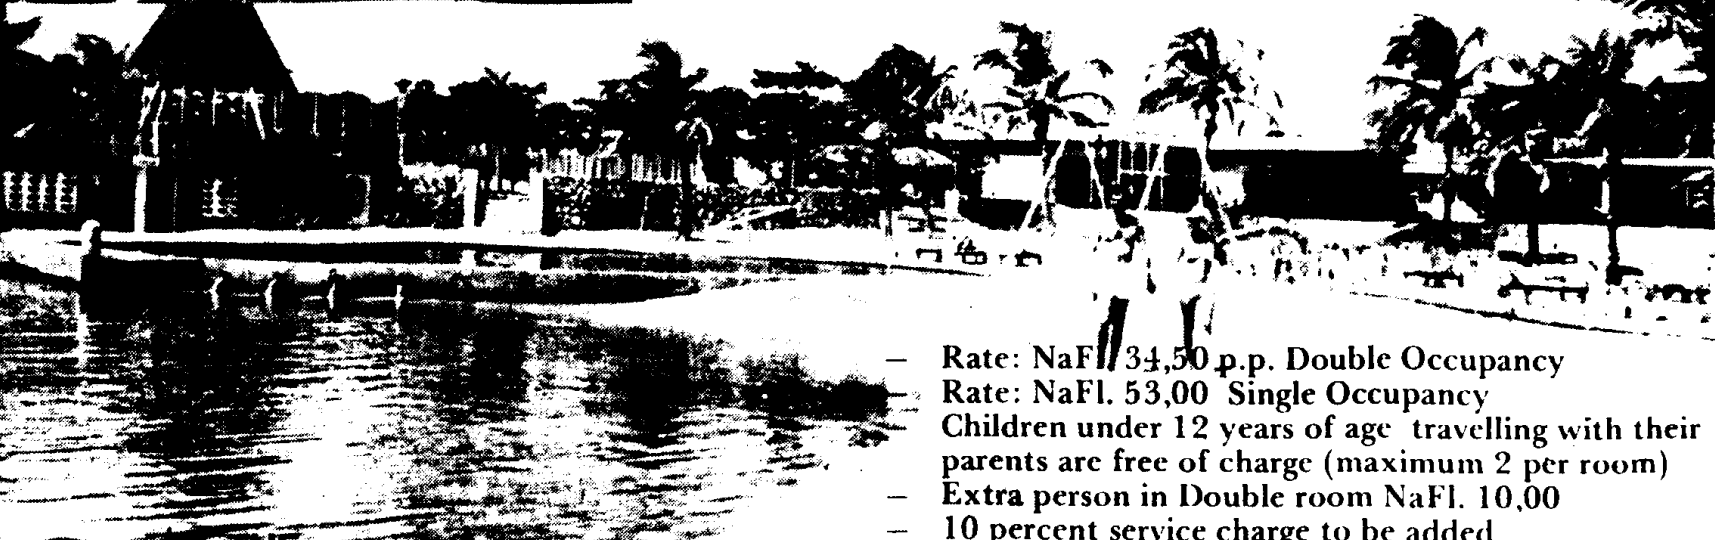 — Rate: NaFl. 34,50 p.p. Double Occupancy
— Rate: NaFl. 53,00 Single Occupancy
— Children under 12 years of age travelling with their
parents are free of charge (maximum 2 per room)
— Extra person in Double room NaFl. 10,00
— 10 percent service charge to be added